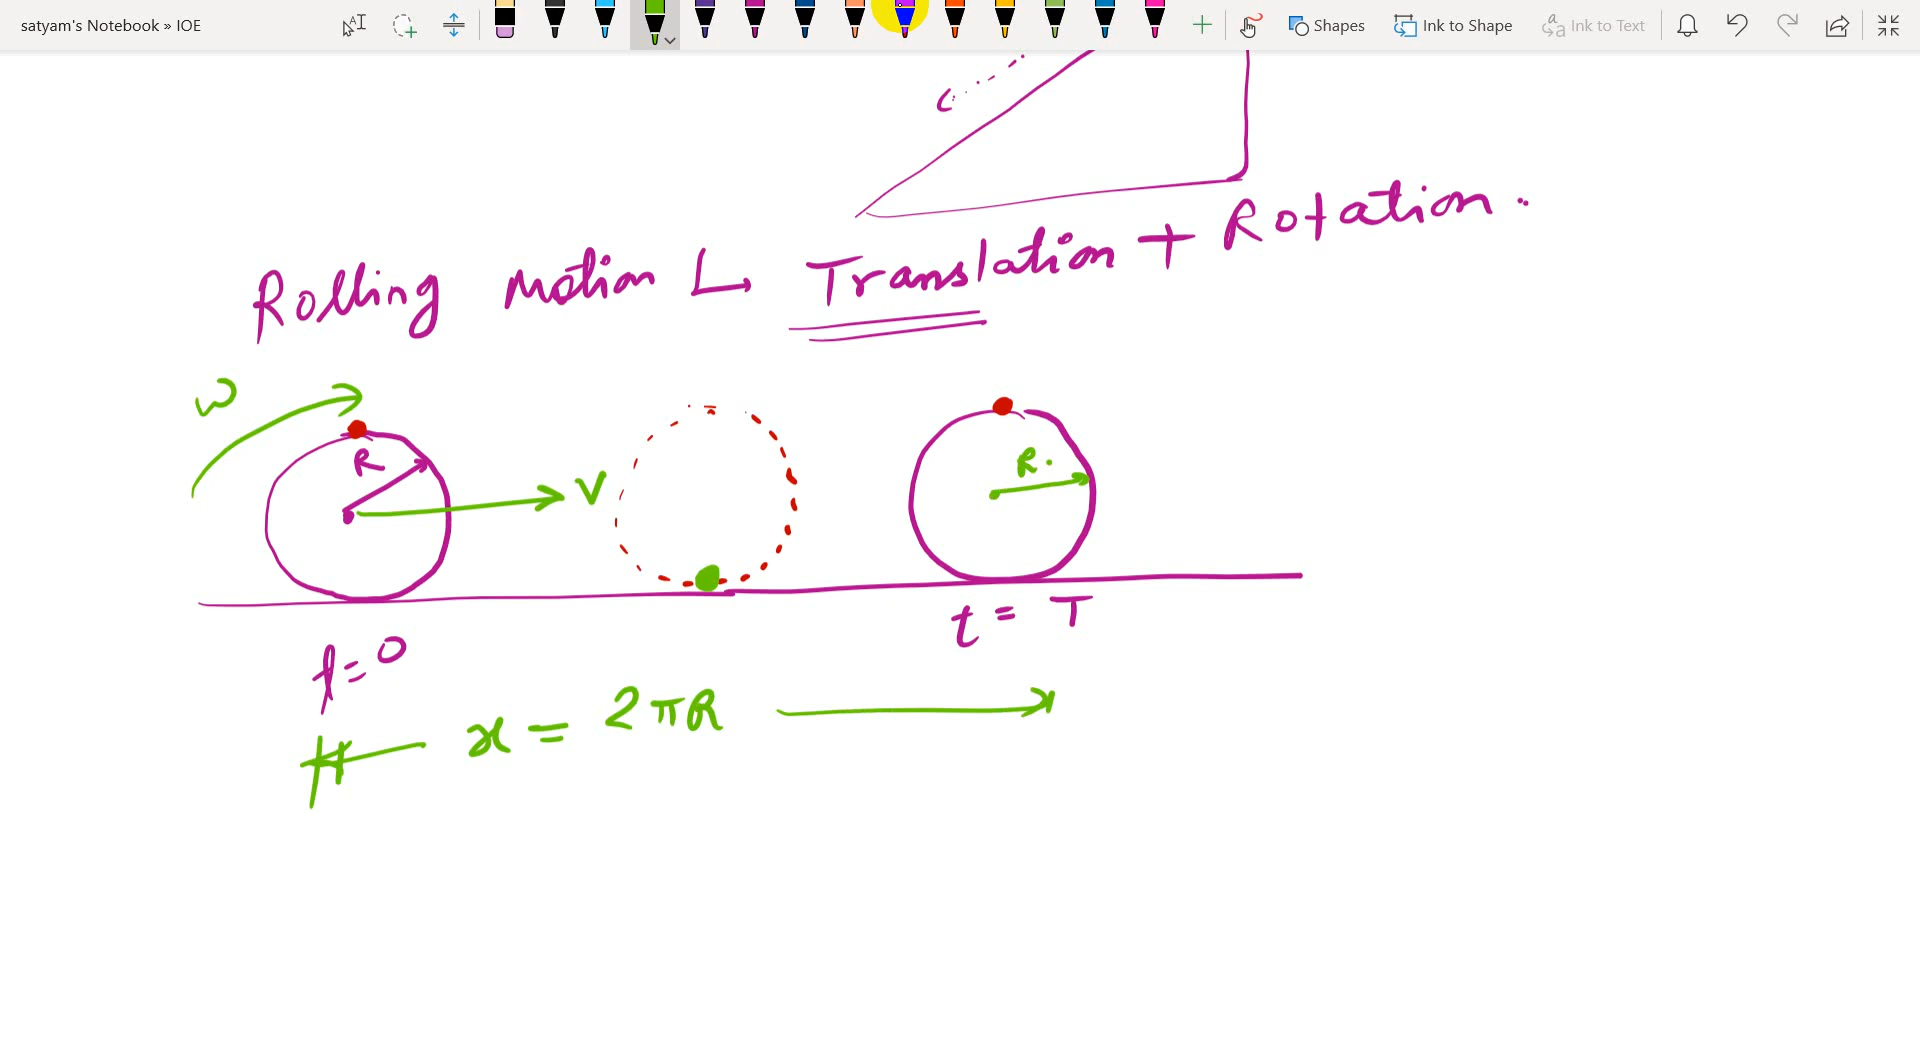 satyam's Notebook » IOE
Shapes
Ink to Shape
Ink to Text
Rolling Motion ↳ Translation + Rotation.
ω
R
V
R.
t=0
t = T
x = 2πR